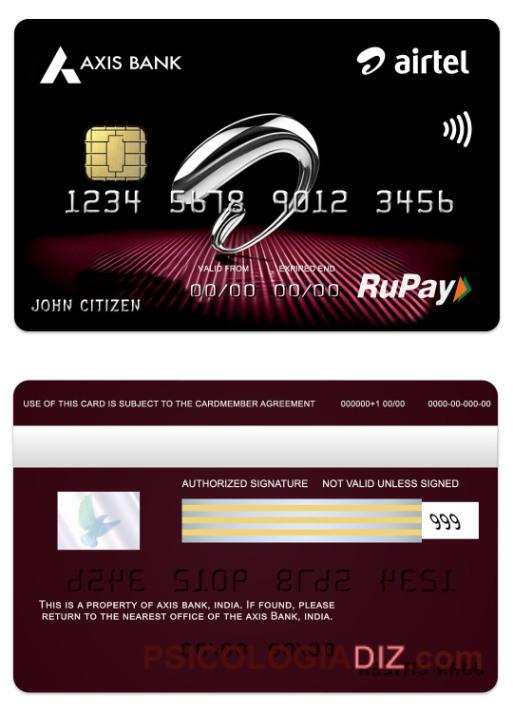 AXIS BANK
airtel
1234 5678 9012 3456
VALID FROM EXPIRED END
00/00 00/00
RuPay
JOHN CITIZEN
USE OF THIS CARD IS SUBJECT TO THE CARDMEMBER AGREEMENT 000000+1 00/00 0000-00-000-00
AUTHORIZED SIGNATURE NOT VALID UNLESS SIGNED
999
THIS IS A PROPERTY OF AXIS BANK, INDIA. IF FOUND, PLEASE
RETURN TO THE NEAREST OFFICE OF THE AXIS BANK, INDIA.
PSICOLOGIADIZ.com